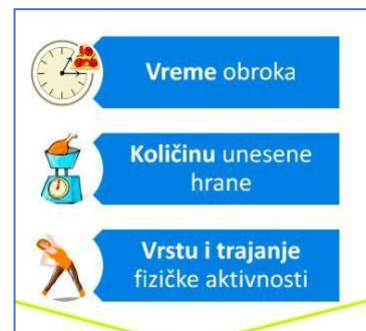 Vreme obroka
Količinu unesene
hrane
Vrstu i trajanje
fizičke aktivnosti